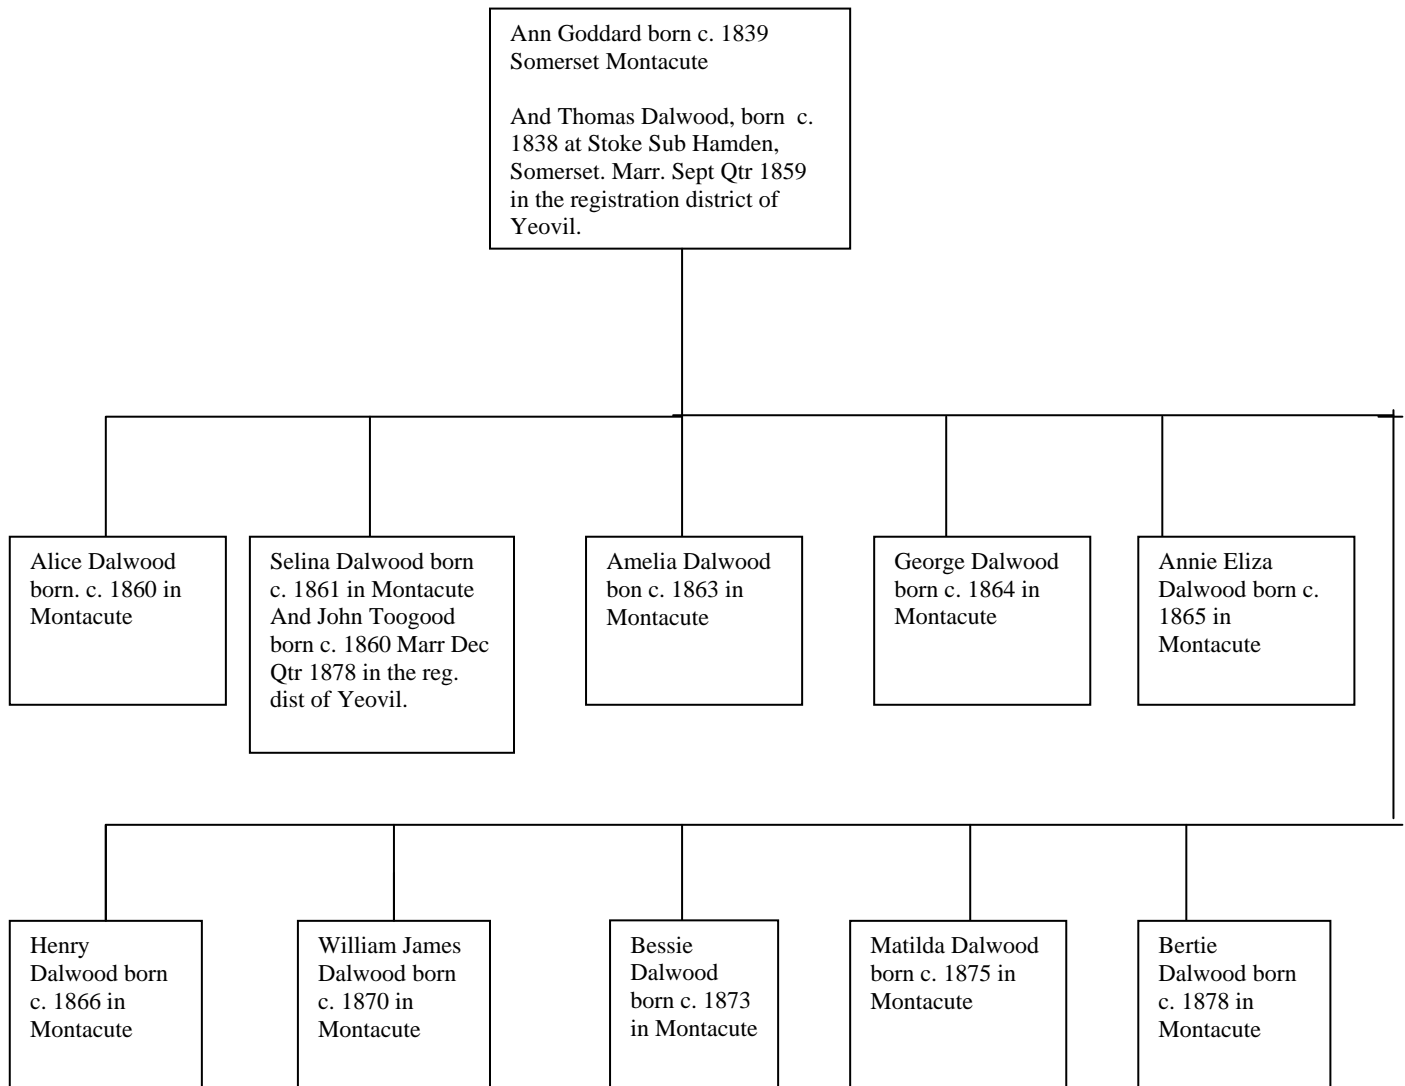 Ann Goddard born c. 1839
Somerset Montacute
And Thomas Dalwood, born c.
1838 at Stoke Sub Hamden,
Somerset. Marr. Sept Qtr 1859
in the registration district of
Yeovil.
Alice Dalwood
born. c. 1860 in
Montacute
Selina Dalwood born
c. 1861 in Montacute
And John Toogood
born c. 1860 Marr Dec
Qtr 1878 in the reg.
dist of Yeovil.
Amelia Dalwood
bon c. 1863 in
Montacute
George Dalwood
born c. 1864 in
Montacute
Annie Eliza
Dalwood born c.
1865 in
Montacute
Henry
Dalwood born
c. 1866 in
Montacute
William James
Dalwood born
c. 1870 in
Montacute
Bessie
Dalwood
born c. 1873
in Montacute
Matilda Dalwood
born c. 1875 in
Montacute
Bertie
Dalwood born
c. 1878 in
Montacute